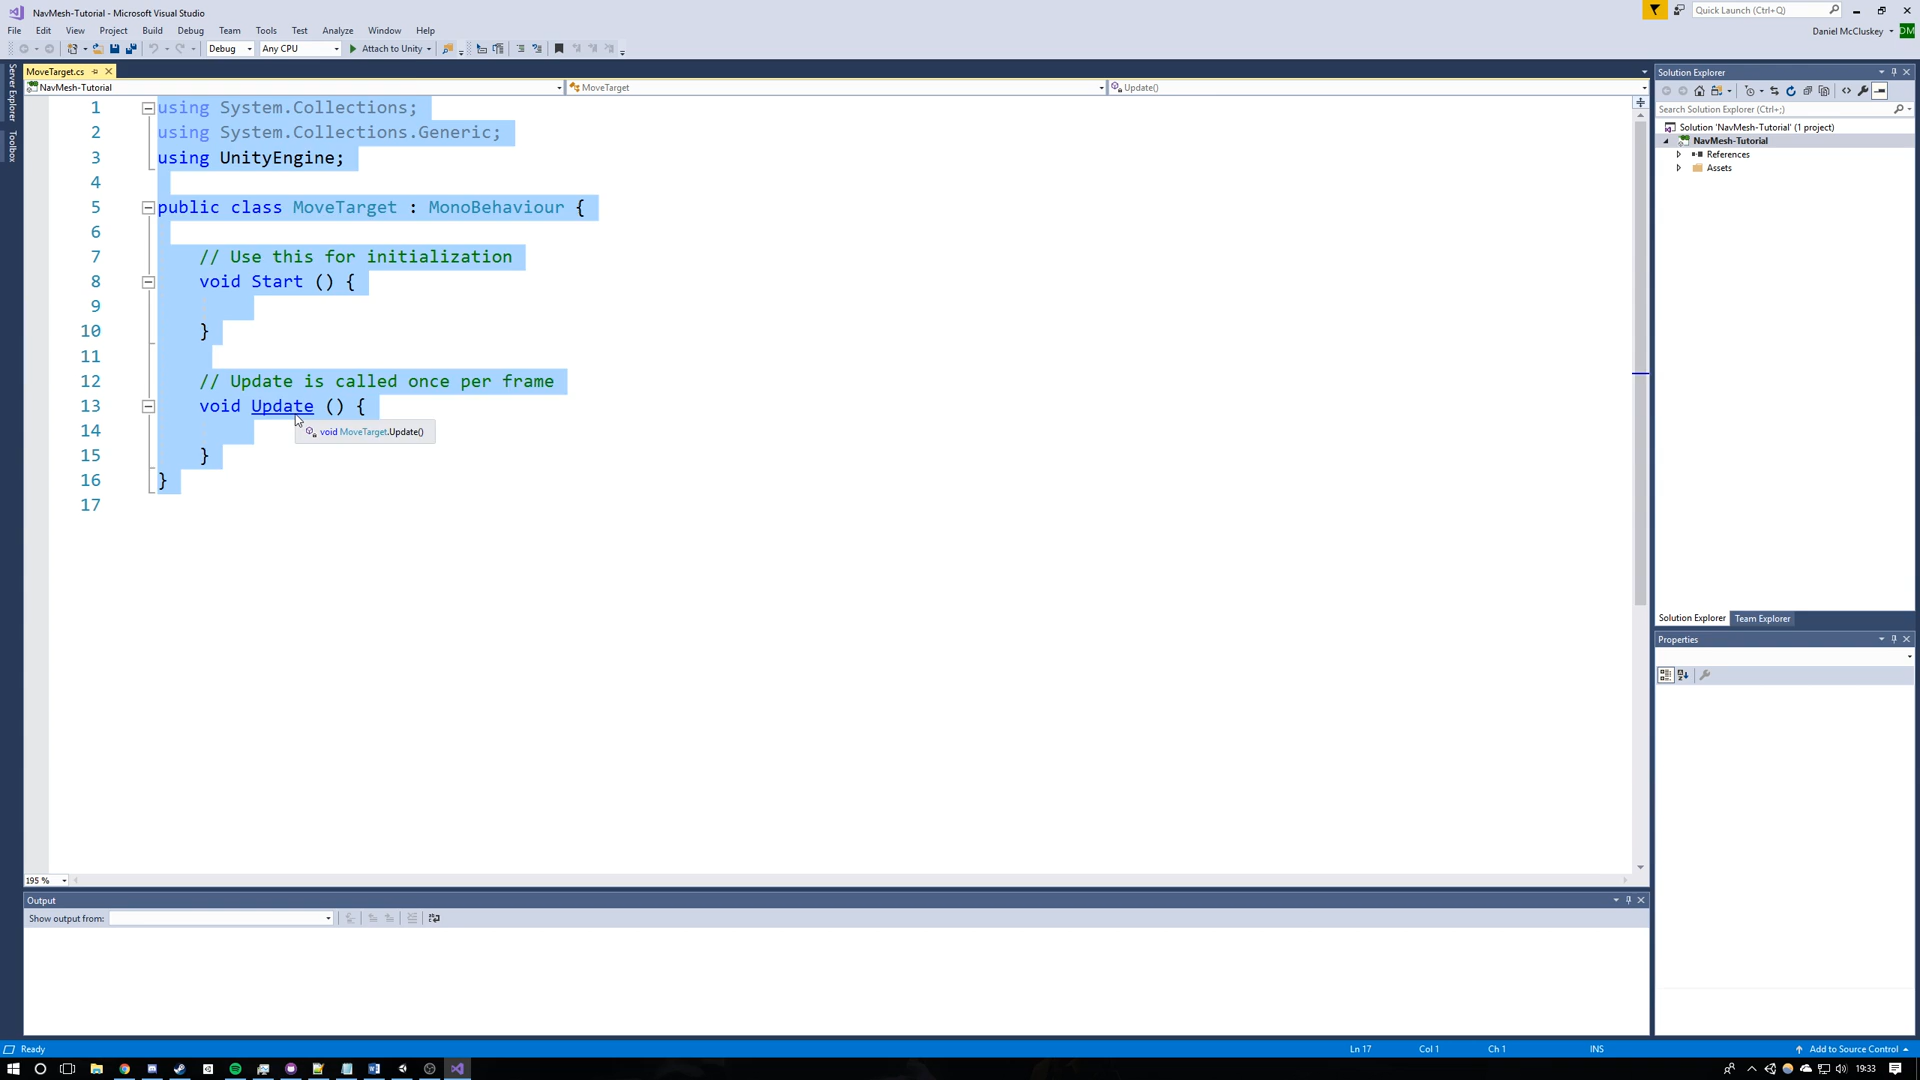 NavMesh-Tutorial - Microsoft Visual Studio
Quick Launch (Ctrl+Q)
File Edit View Project Build Debug Team Tools Test Analyze Window Help
Daniel McCluskey DM
Debug Any CPU Attach to Unity
Server Explorer
Toolbox
MoveTarget.cs
NavMesh-Tutorial MoveTarget Update()
1 using System.Collections;
2 using System.Collections.Generic;
3 using UnityEngine;
4
5 public class MoveTarget : MonoBehaviour {
6
7 // Use this for initialization
8 void Start () {
9
10 }
11
12 // Update is called once per frame
13 void Update () {
void MoveTarget.Update()
14
15 }
16 }
17
195 %
Output
Show output from:
Solution Explorer
Search Solution Explorer (Ctrl+;)
Solution 'NavMesh-Tutorial' (1 project)
NavMesh-Tutorial
References
Assets
Solution Explorer Team Explorer
Properties
Ready Ln 17 Col 1 Ch 1 INS Add to Source Control
19:33